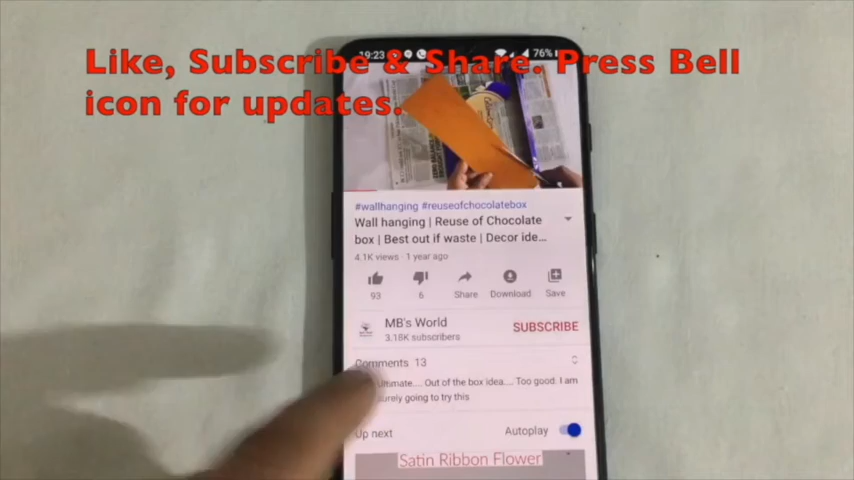 Like, Subscribe & Share. Press Bell
icon for updates.
19:23
76%
#wallhanging #reuseofchocolatebox
Wall hanging | Reuse of Chocolate
box | Best out if waste | Decor ide...
4.1K views · 1 year ago
93
6
Share
Download
Save
MB's World
3.18K subscribers
SUBSCRIBE
Comments 13
Ultimate.... Out of the box idea.... Too good. I am
surely going to try this
Up next
Autoplay
Satin Ribbon Flower